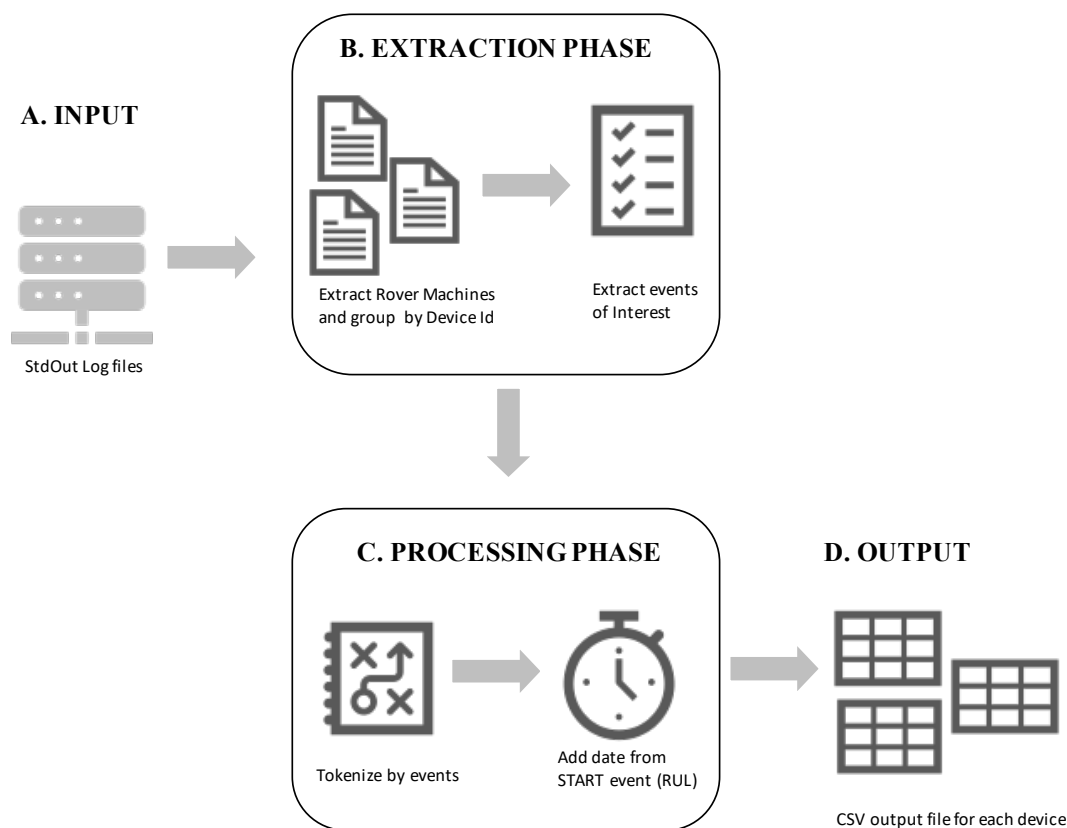 A. INPUT
StdOut Log files
B. EXTRACTION PHASE
Extract Rover Machines
and group by Device Id
Extract events
of Interest
C. PROCESSING PHASE
Tokenize by events
Add date from
START event (RUL)
D. OUTPUT
CSV output file for each device